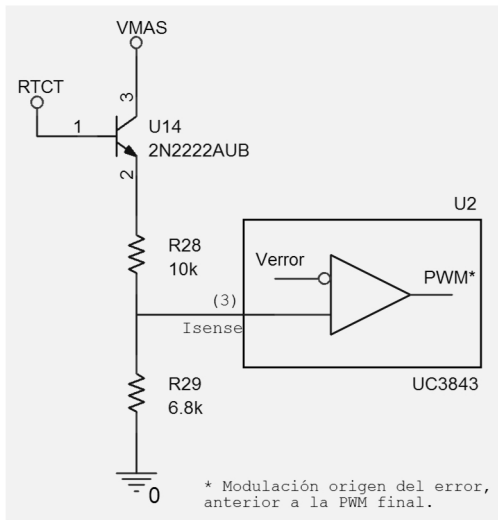 VMAS
RTCT
3
1
U14
2N2222AUB
2
U2
R28
10k
Verror
PWM*
(3)
Isense
R29
6.8k
UC3843
0
* Modulación origen del error,
anterior a la PWM final.